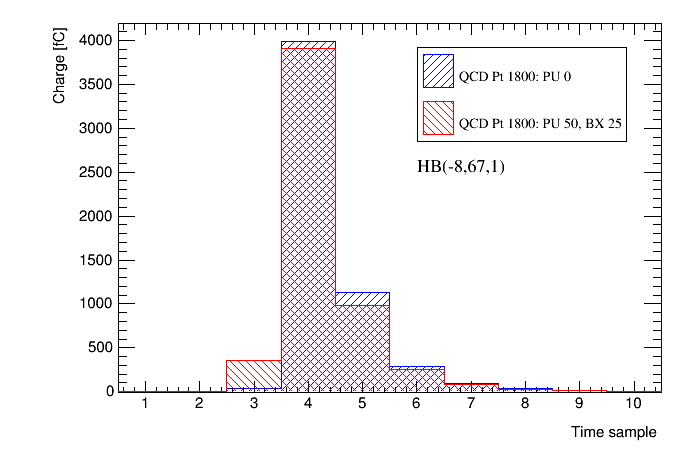 Charge [fC]
4000
3500
3000
2500
2000
1500
1000
500
0
QCD Pt 1800: PU 0
QCD Pt 1800: PU 50, BX 25
HB(-8,67,1)
1 2 3 4 5 6 7 8 9 10
Time sample